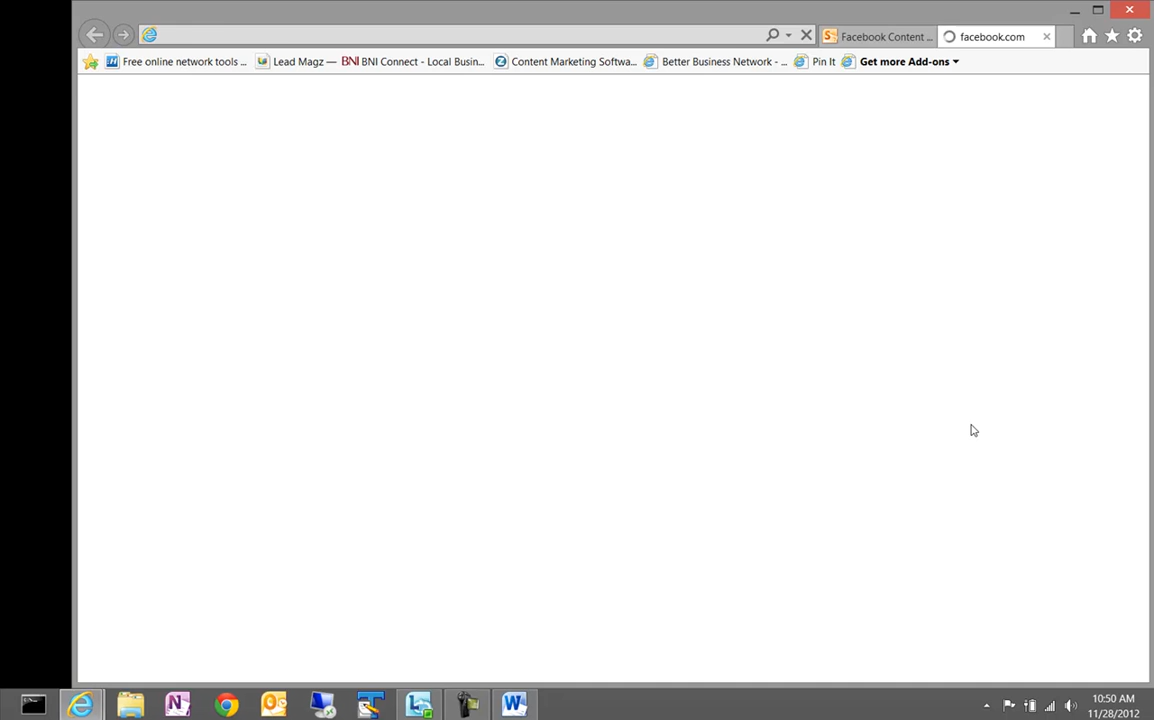 Facebook Content ...
facebook.com
Free online network tools ...
Lead Magz —
BNI BNI Connect - Local Busin...
Content Marketing Softwa...
Better Business Network - ...
Pin It
Get more Add-ons
10:50 AM
11/28/2012